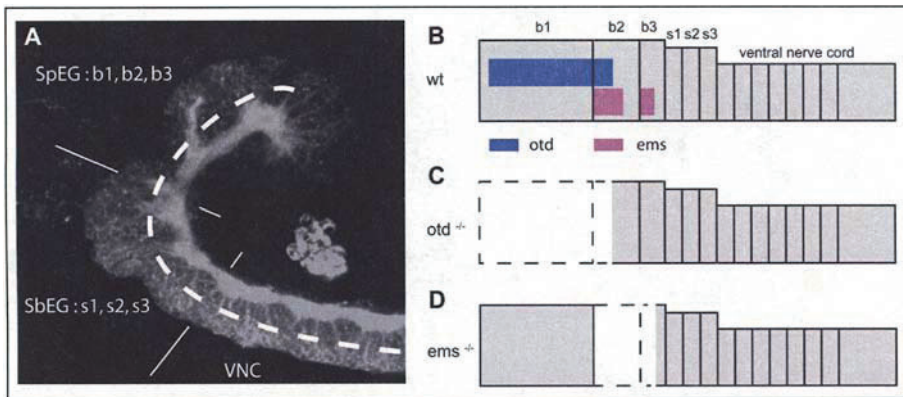 A
SpEG : b1, b2, b3
SbEG : s1, s2, s3
VNC
B
b1 b2 b3 s1 s2 s3
ventral nerve cord
wt
otd ems
C
otd -/-
D
ems -/-